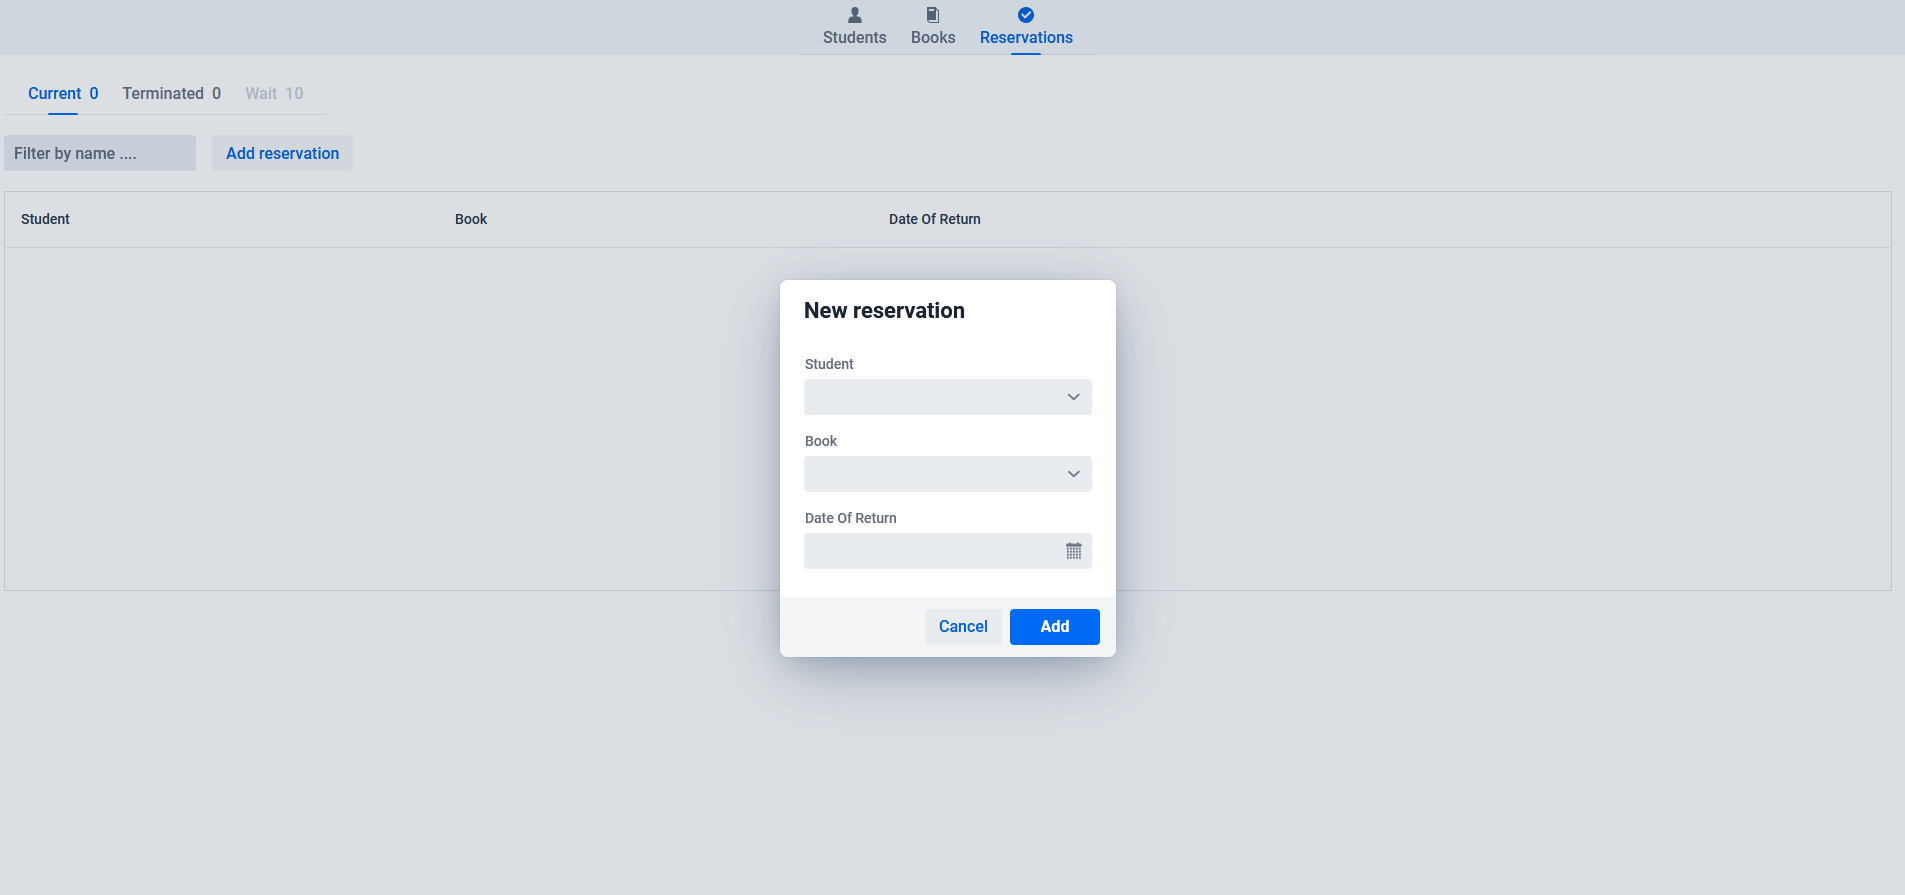 Students Books Reservations
Current 0 Terminated 0 Wait 10
Filter by name .... Add reservation
Student Book Date Of Return
New reservation
Student
Book
Date Of Return
Cancel Add